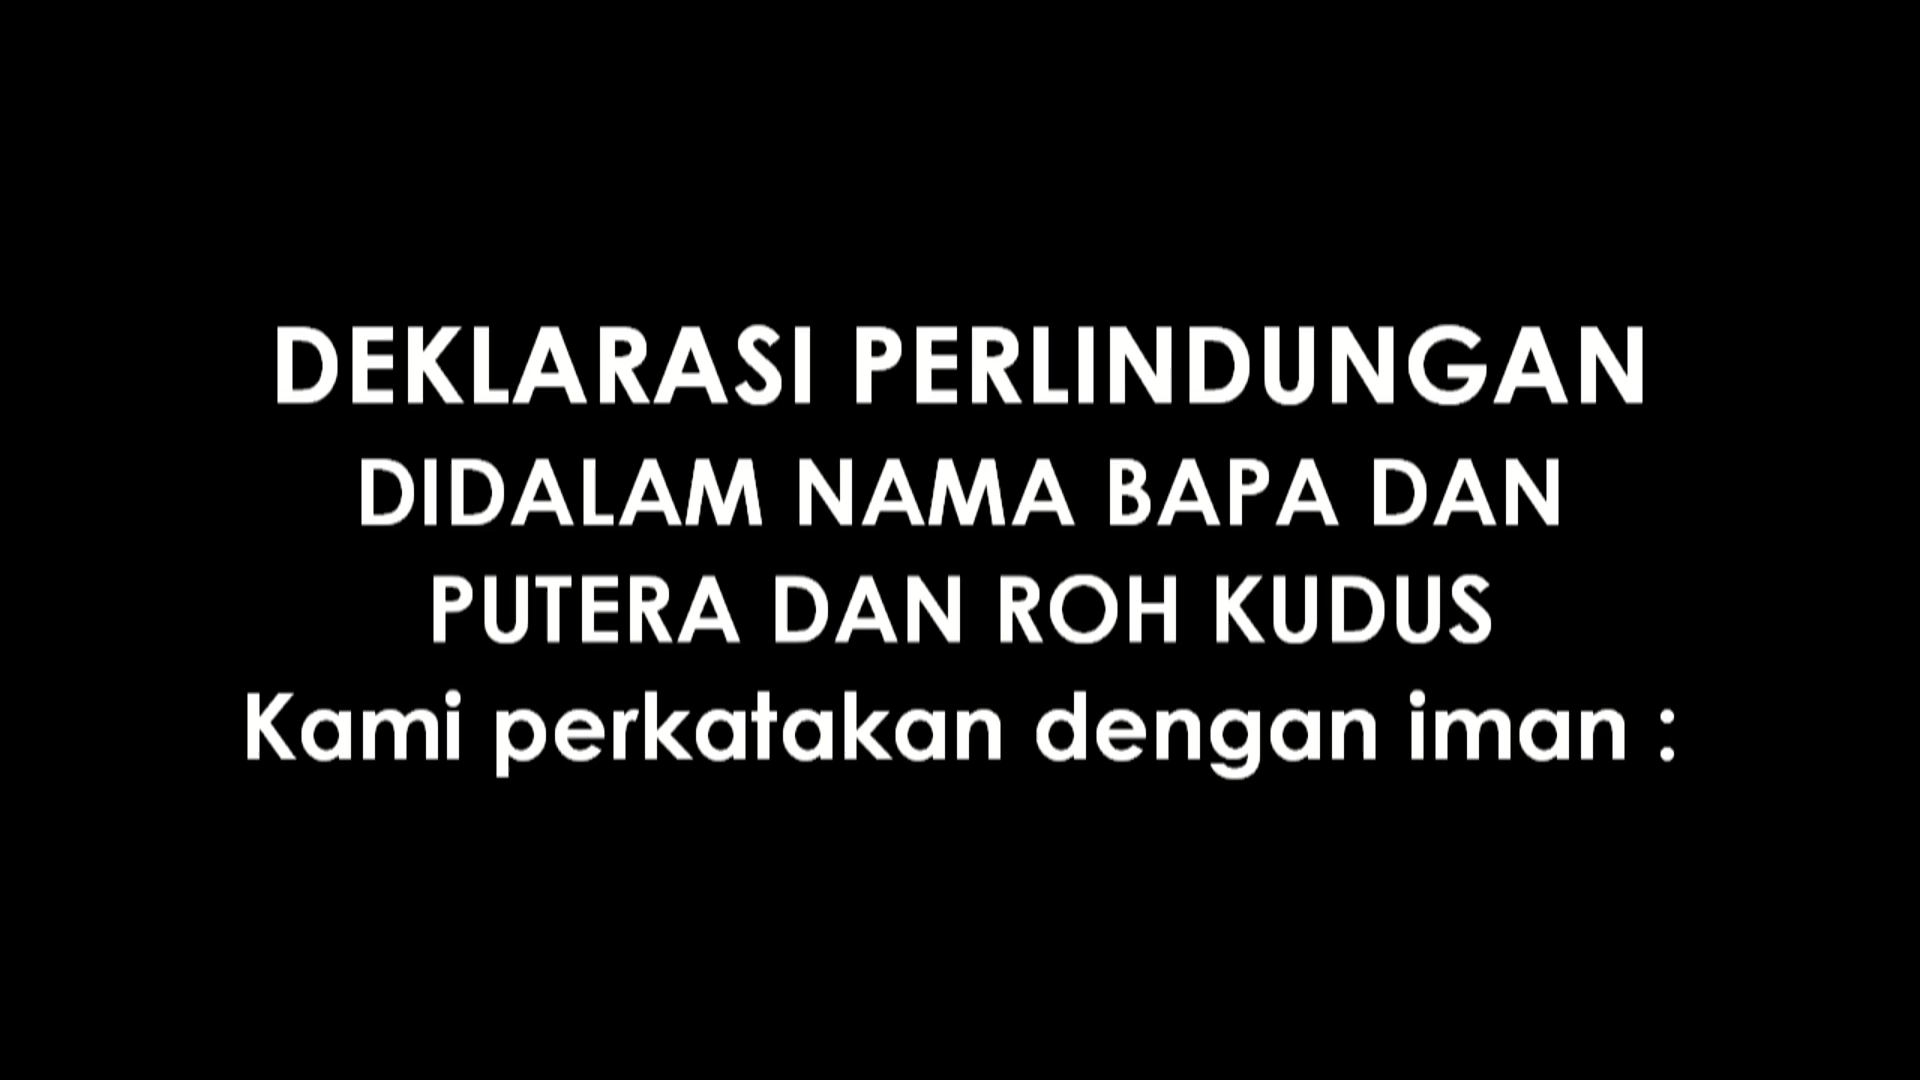 DEKLARASI PERLINDUNGAN
DIDALAM NAMA BAPA DAN
PUTERA DAN ROH KUDUS
Kami perkatakan dengan iman :